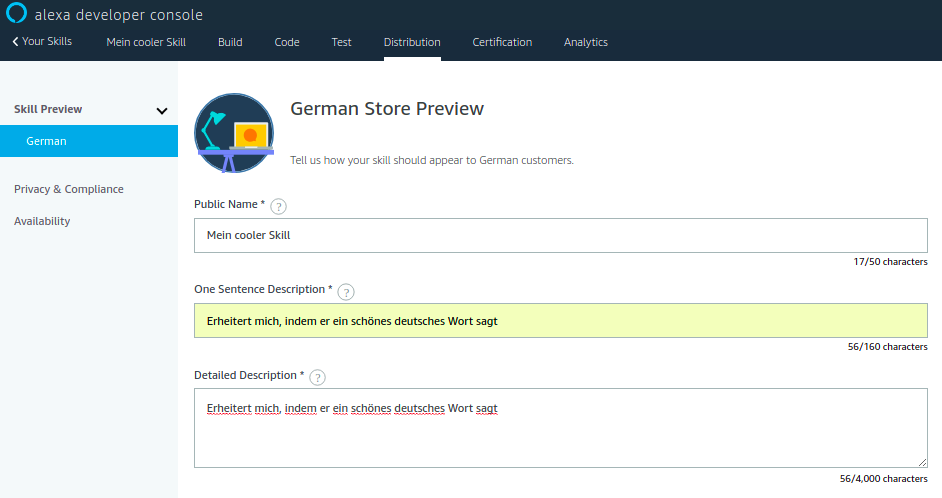 alexa developer console
Your Skills Mein cooler Skill Build Code Test Distribution Certification Analytics
Skill Preview
German
Privacy & Compliance
Availability
German Store Preview
Tell us how your skill should appear to German customers.
Public Name * ?
Mein cooler Skill
17/50 characters
One Sentence Description * ?
Erheitert mich, indem er ein schönes deutsches Wort sagt
56/160 characters
Detailed Description * ?
Erheitert mich, indem er ein schönes deutsches Wort sagt
56/4,000 characters